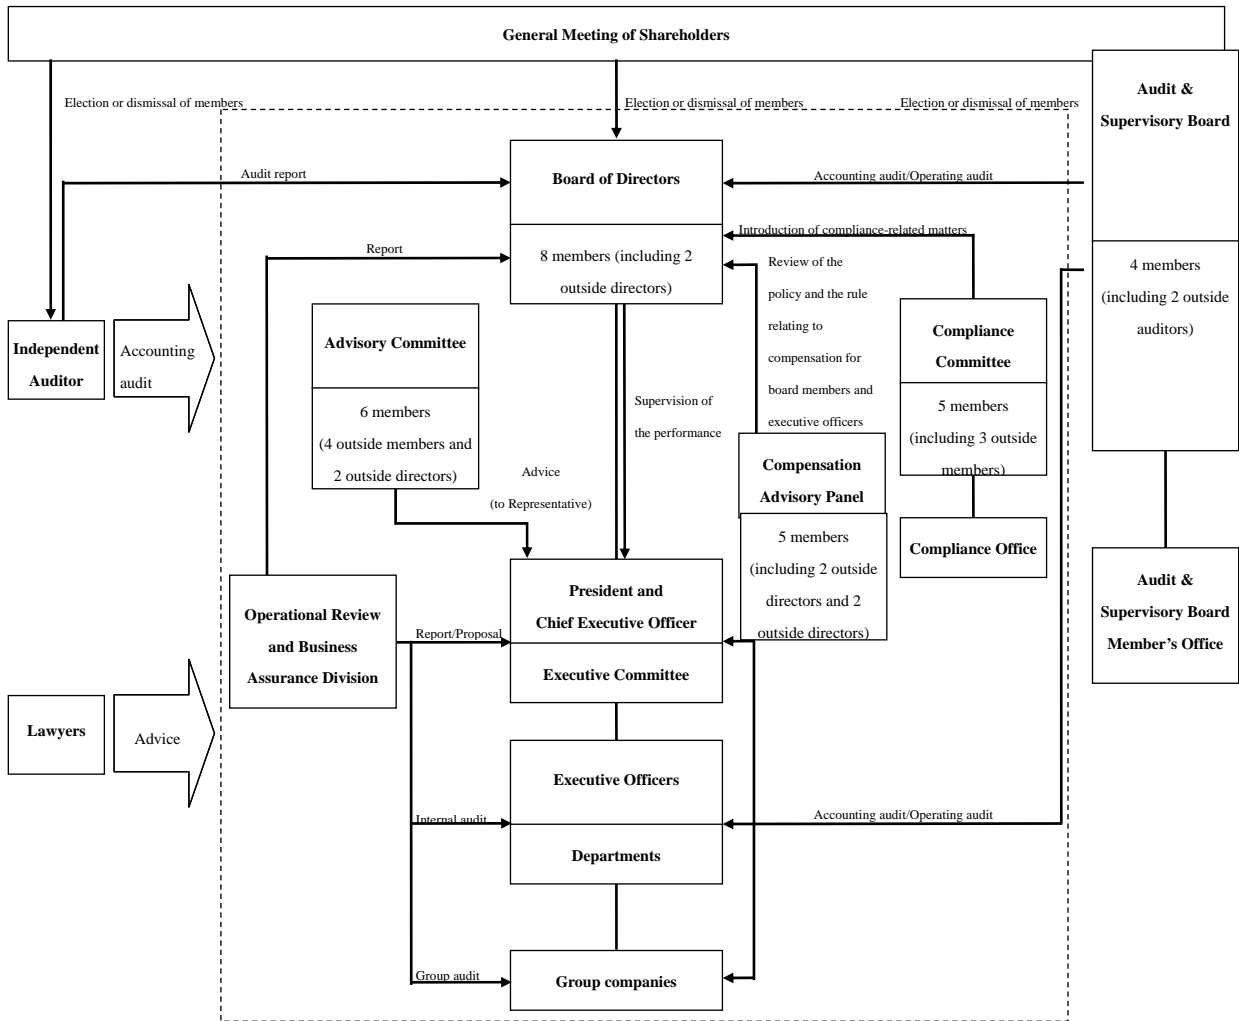 General Meeting of Shareholders
Election or dismissal of members
Election or dismissal of members
Election or dismissal of members
Audit &
Supervisory Board
4 members
(including 2 outside
auditors)
Audit report
Board of Directors
8 members (including 2
outside directors)
Accounting audit/Operating audit
Introduction of compliance-related matters
Report
Review of the
policy and the rule
relating to
compensation for
board members and
executive officers
Independent
Auditor
Accounting
audit
Advisory Committee
6 members
(4 outside members and
2 outside directors)
Supervision of
the performance
Advice
(to Representative)
Compliance
Committee
5 members
(including 3 outside
members)
Compensation
Advisory Panel
5 members
(including 2 outside
directors and 2
outside directors)
Compliance Office
Audit &
Supervisory Board
Member’s Office
Operational Review
and Business
Assurance Division
Report/Proposal
President and
Chief Executive Officer
Executive Committee
Lawyers
Advice
Executive Officers
Departments
Internal audit
Accounting audit/Operating audit
Group audit
Group companies